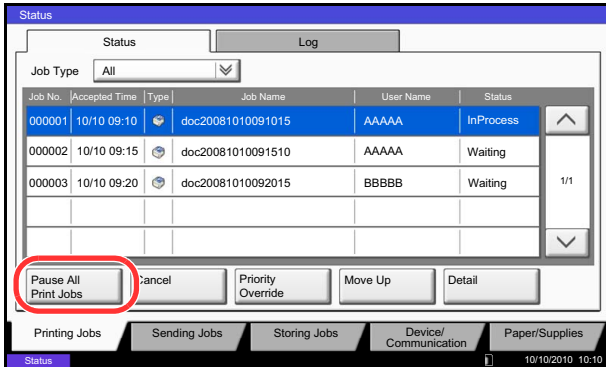 Status
Status Log
Job Type All
Job No. Accepted Time Type Job Name User Name Status
000001 10/10 09:10 doc20081010091015 AAAAA InProcess
000002 10/10 09:15 doc20081010091510 AAAAA Waiting
000003 10/10 09:20 doc20081010092015 BBBBB Waiting
1/1
Pause All
Print Jobs
Cancel
Priority
Override
Move Up
Detail
Printing Jobs
Sending Jobs
Storing Jobs
Device/
Communication
Paper/Supplies
Status 10/10/2010 10:10